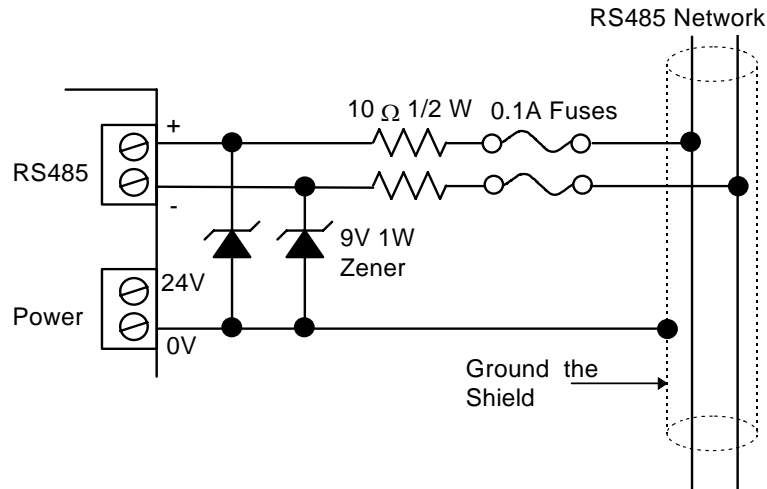 RS485 Network
10 Ω 1/2 W
0.1A Fuses
+
RS485
-
9V 1W
Zener
24V
Power
0V
Ground the
Shield